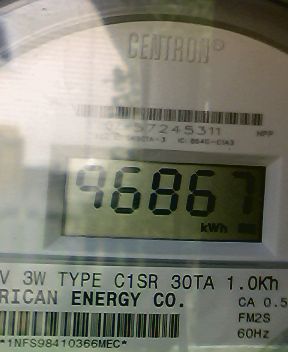 CENTRON®
57245311
HPP
96867
kWh
V 3W TYPE C1SR 30TA 1.0Kh
RICAN ENERGY CO.
CA 0.5
FM2S
60Hz
*1NFS98410366MEC*